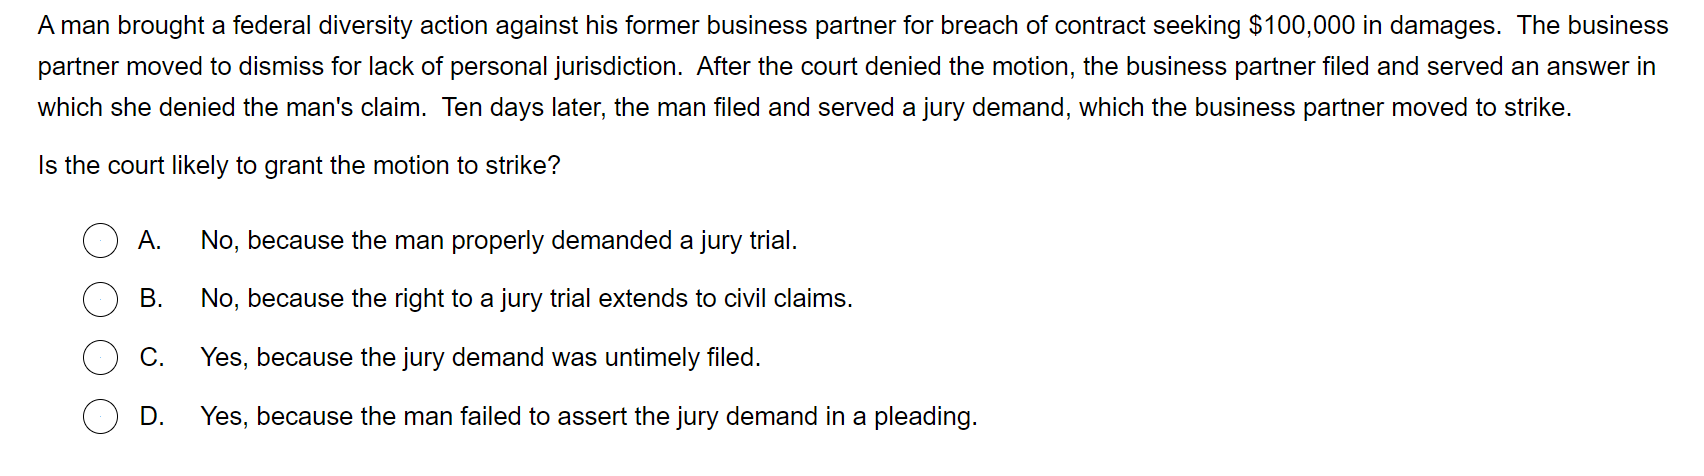 A man brought a federal diversity action against his former business partner for breach of contract seeking $100,000 in damages.  The business
partner moved to dismiss for lack of personal jurisdiction.  After the court denied the motion, the business partner filed and served an answer in
which she denied the man's claim.  Ten days later, the man filed and served a jury demand, which the business partner moved to strike.
Is the court likely to grant the motion to strike?
A. No, because the man properly demanded a jury trial.
B. No, because the right to a jury trial extends to civil claims.
C. Yes, because the jury demand was untimely filed.
D. Yes, because the man failed to assert the jury demand in a pleading.